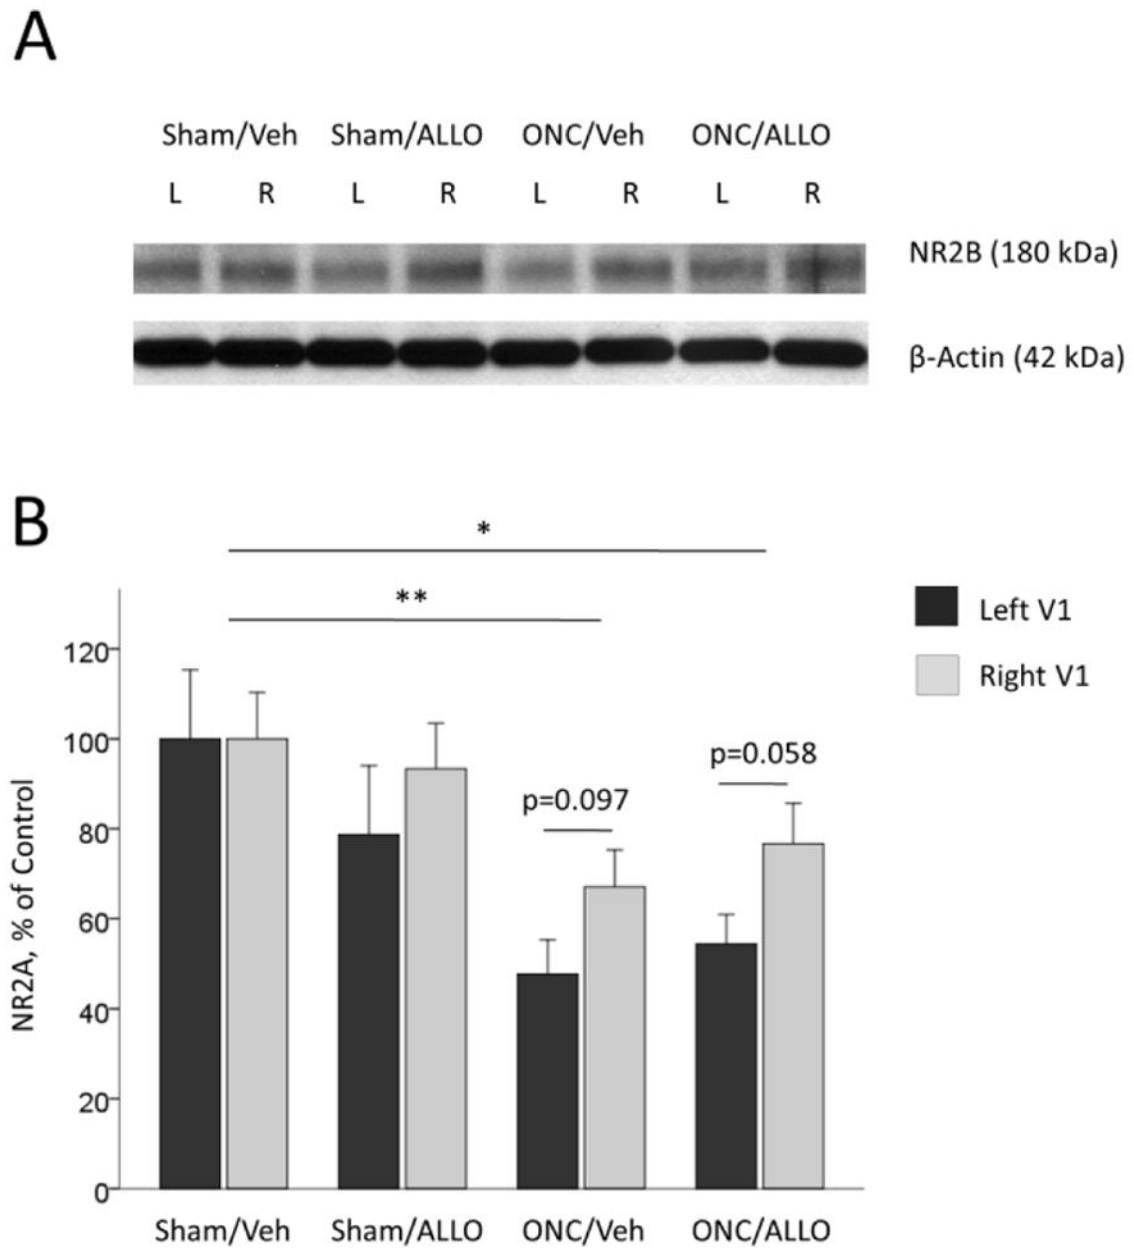 A
Sham/Veh Sham/ALLO ONC/Veh ONC/ALLO
L R L R L R L R
NR2B (180 kDa)
β-Actin (42 kDa)
B
*
**
Left V1
Right V1
120
100
80
60
40
20
0
NR2A, % of Control
p=0.097
p=0.058
Sham/Veh Sham/ALLO ONC/Veh ONC/ALLO